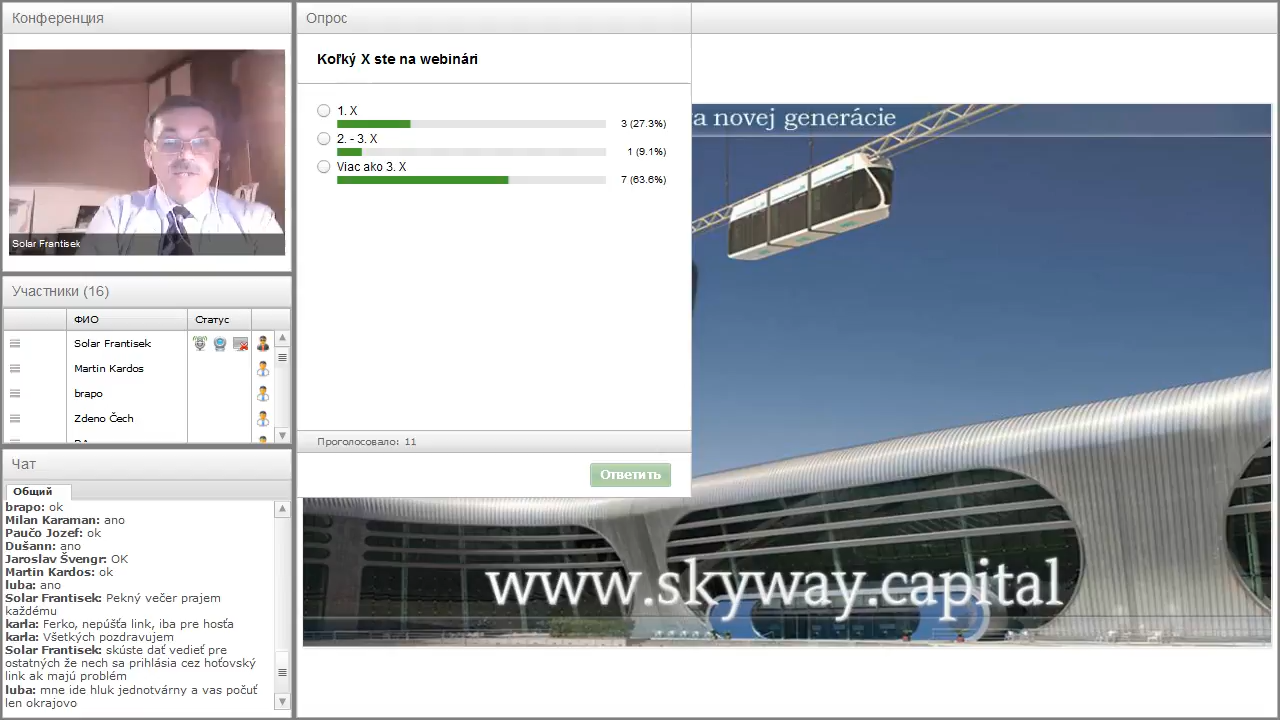 Конференция
Solar Frantisek
Участники (16)
ФИО
Статус
Solar Frantisek
Martin Kardos
brapo
Zdeno Čech
Чат
Общий
brapo: ok
Milan Karaman: ano
Paučo Jozef: ok
Dušann: ano
Jaroslav Švengr: OK
Martin Kardos: ok
luba: ano
Solar Frantisek: Pekný večer prajem
každému
karla: Ferko, nepúšťa link, iba pre hosťa
karla: Všetkých pozdravujem
Solar Frantisek: skúste dať vedieť pre
ostatných že nech sa prihlásia cez hoťovský
link ak majú problém
luba: mne ide hluk jednotvárny a vas počuť
len okrajovo
Опрос
Koľký X ste na webinári
1. X
3 (27.3%)
2. - 3. X
1 (9.1%)
Viac ako 3. X
7 (63.6%)
Проголосовало: 11
Ответить
a novej generácie
www.skyway.capital